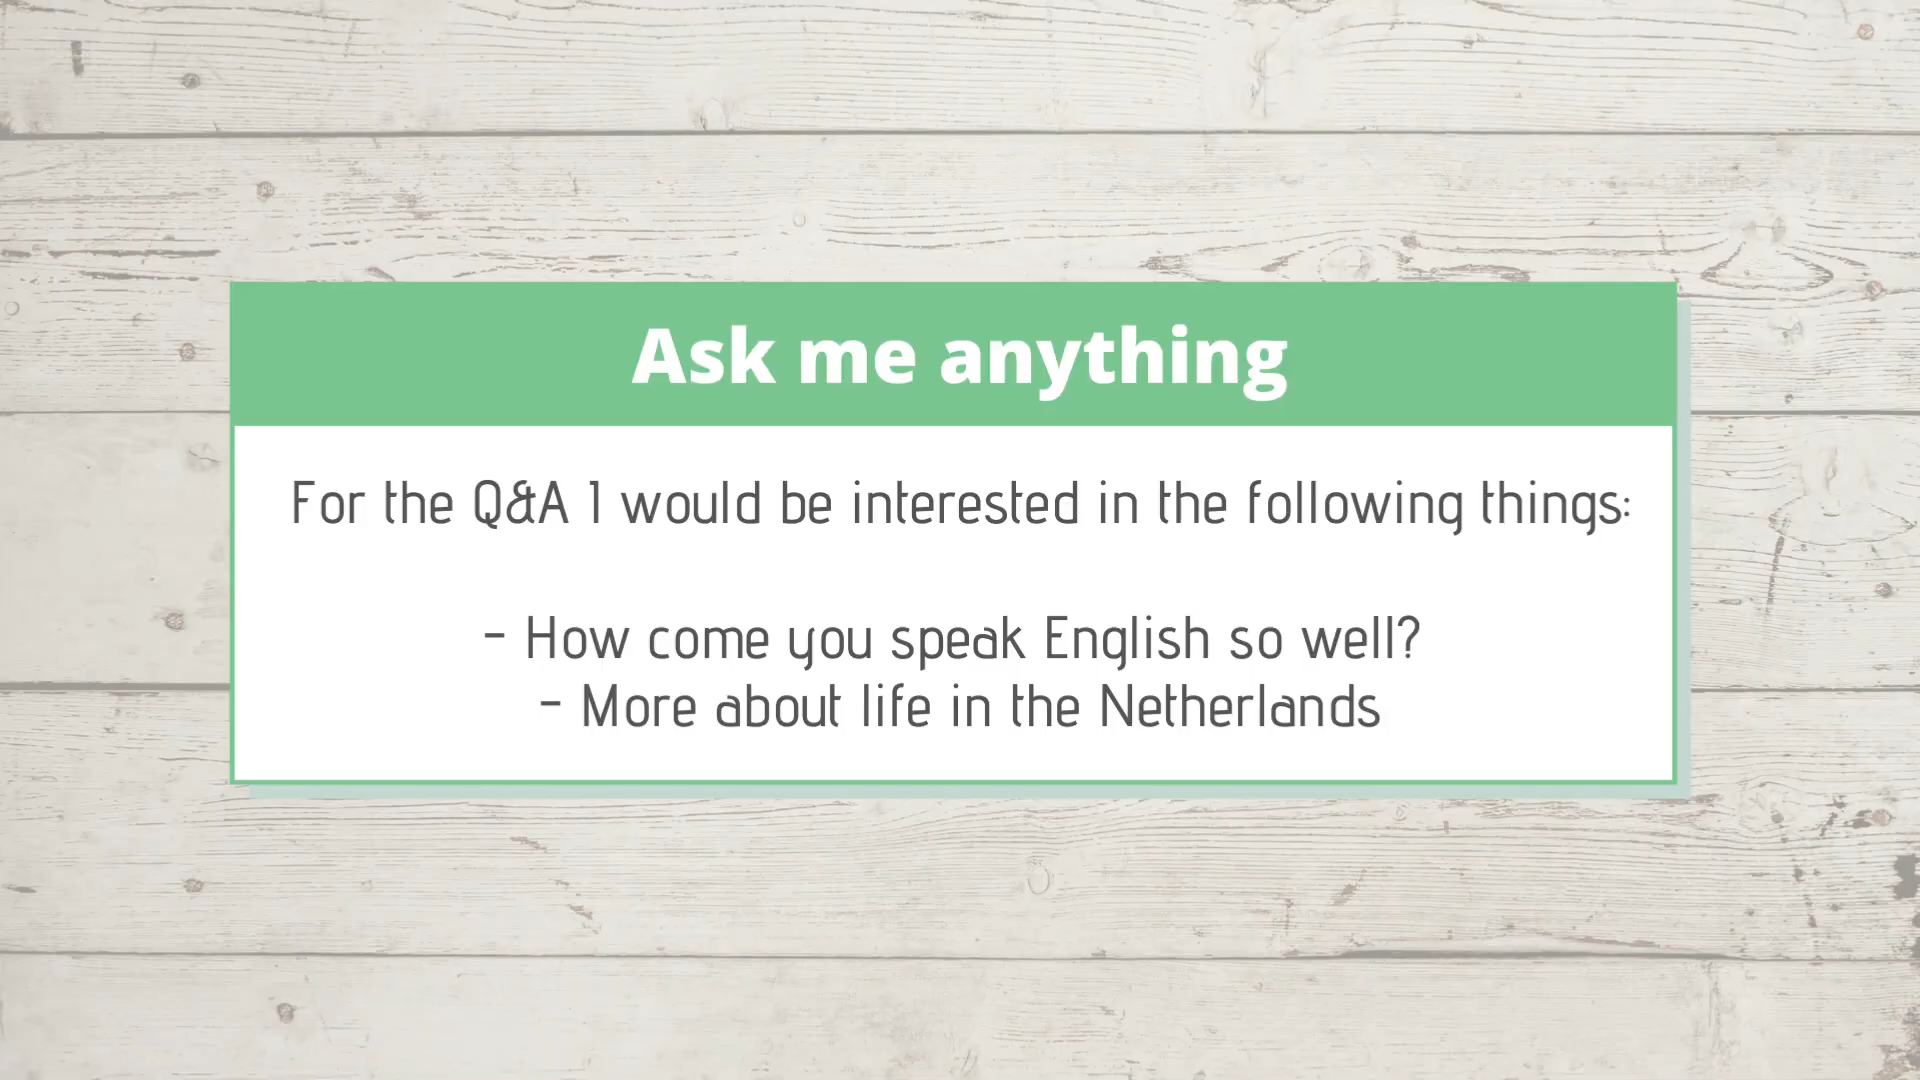 Ask me anything
For the Q&A I would be interested in the following things:
- How come you speak English so well?
- More about life in the Netherlands